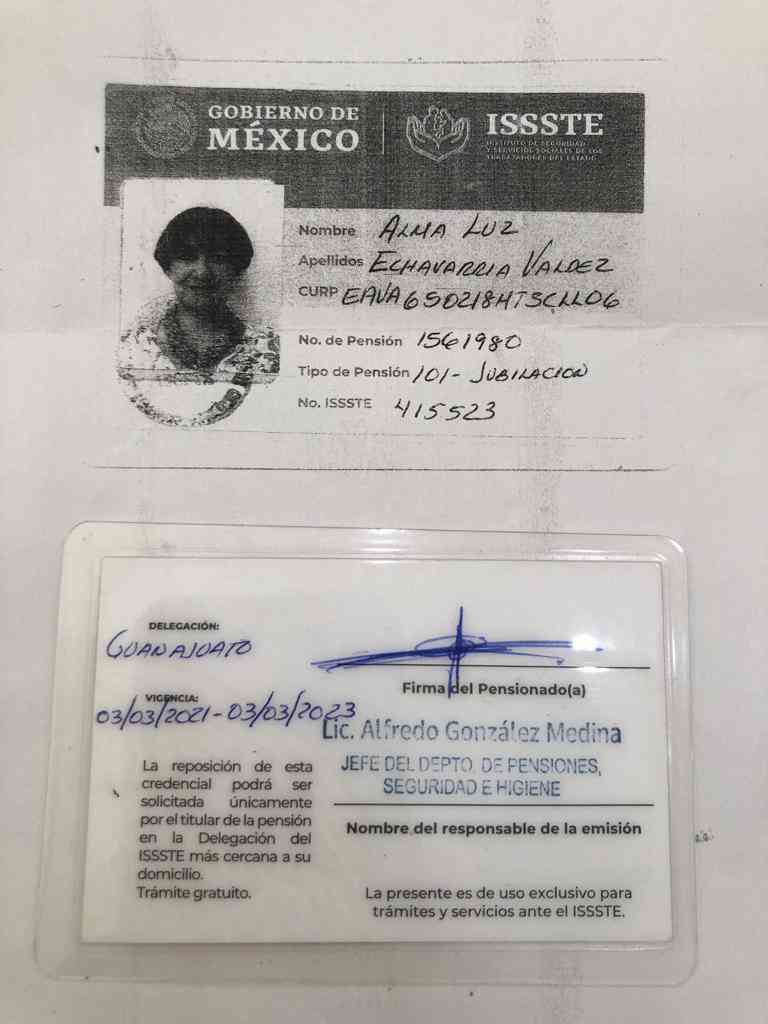 GOBIERNO DE
MÉXICO
ISSSTE
INSTITUTO DE SEGURIDAD
Y SERVICIOS SOCIALES DE LOS
TRABAJADORES DEL ESTADO
Nombre ALMA LUZ
Apellidos ECHAVARRIA VALDEZ
CURP EAVA650218HTSCLL06
No. de Pensión 1561980
Tipo de Pensión 101-JUBILACION
No. ISSSTE 415523
DELEGACIÓN:
GUANAJUATO
VIGENCIA:
03/03/2021-03/03/2023
La reposición de esta
credencial podrá ser
solicitada únicamente
por el titular de la pensión
en la Delegación del
ISSSTE más cercana a su
domicilio.
Trámite gratuito.
Firma del Pensionado(a)
Lic. Alfredo González Medina
JEFE DEL DEPTO. DE PENSIONES,
SEGURIDAD E HIGIENE
Nombre del responsable de la emisión
La presente es de uso exclusivo para
trámites y servicios ante el ISSSTE.